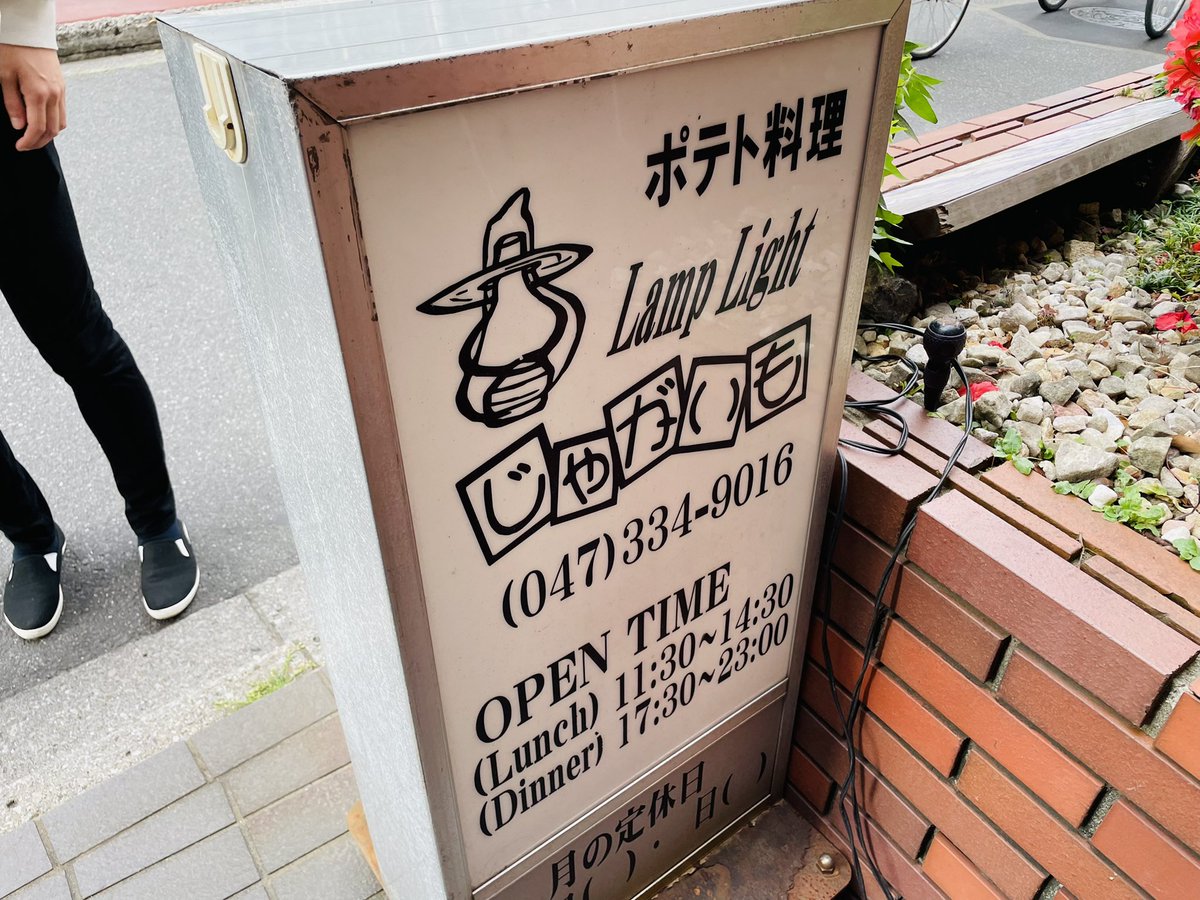 ポテト料理
Lamp Light
じゃがいも
(047)334-9016
OPEN TIME
(Lunch) 11:30~14:30
(Dinner) 17:30~23:00
月の定休日
( )・ 日( )